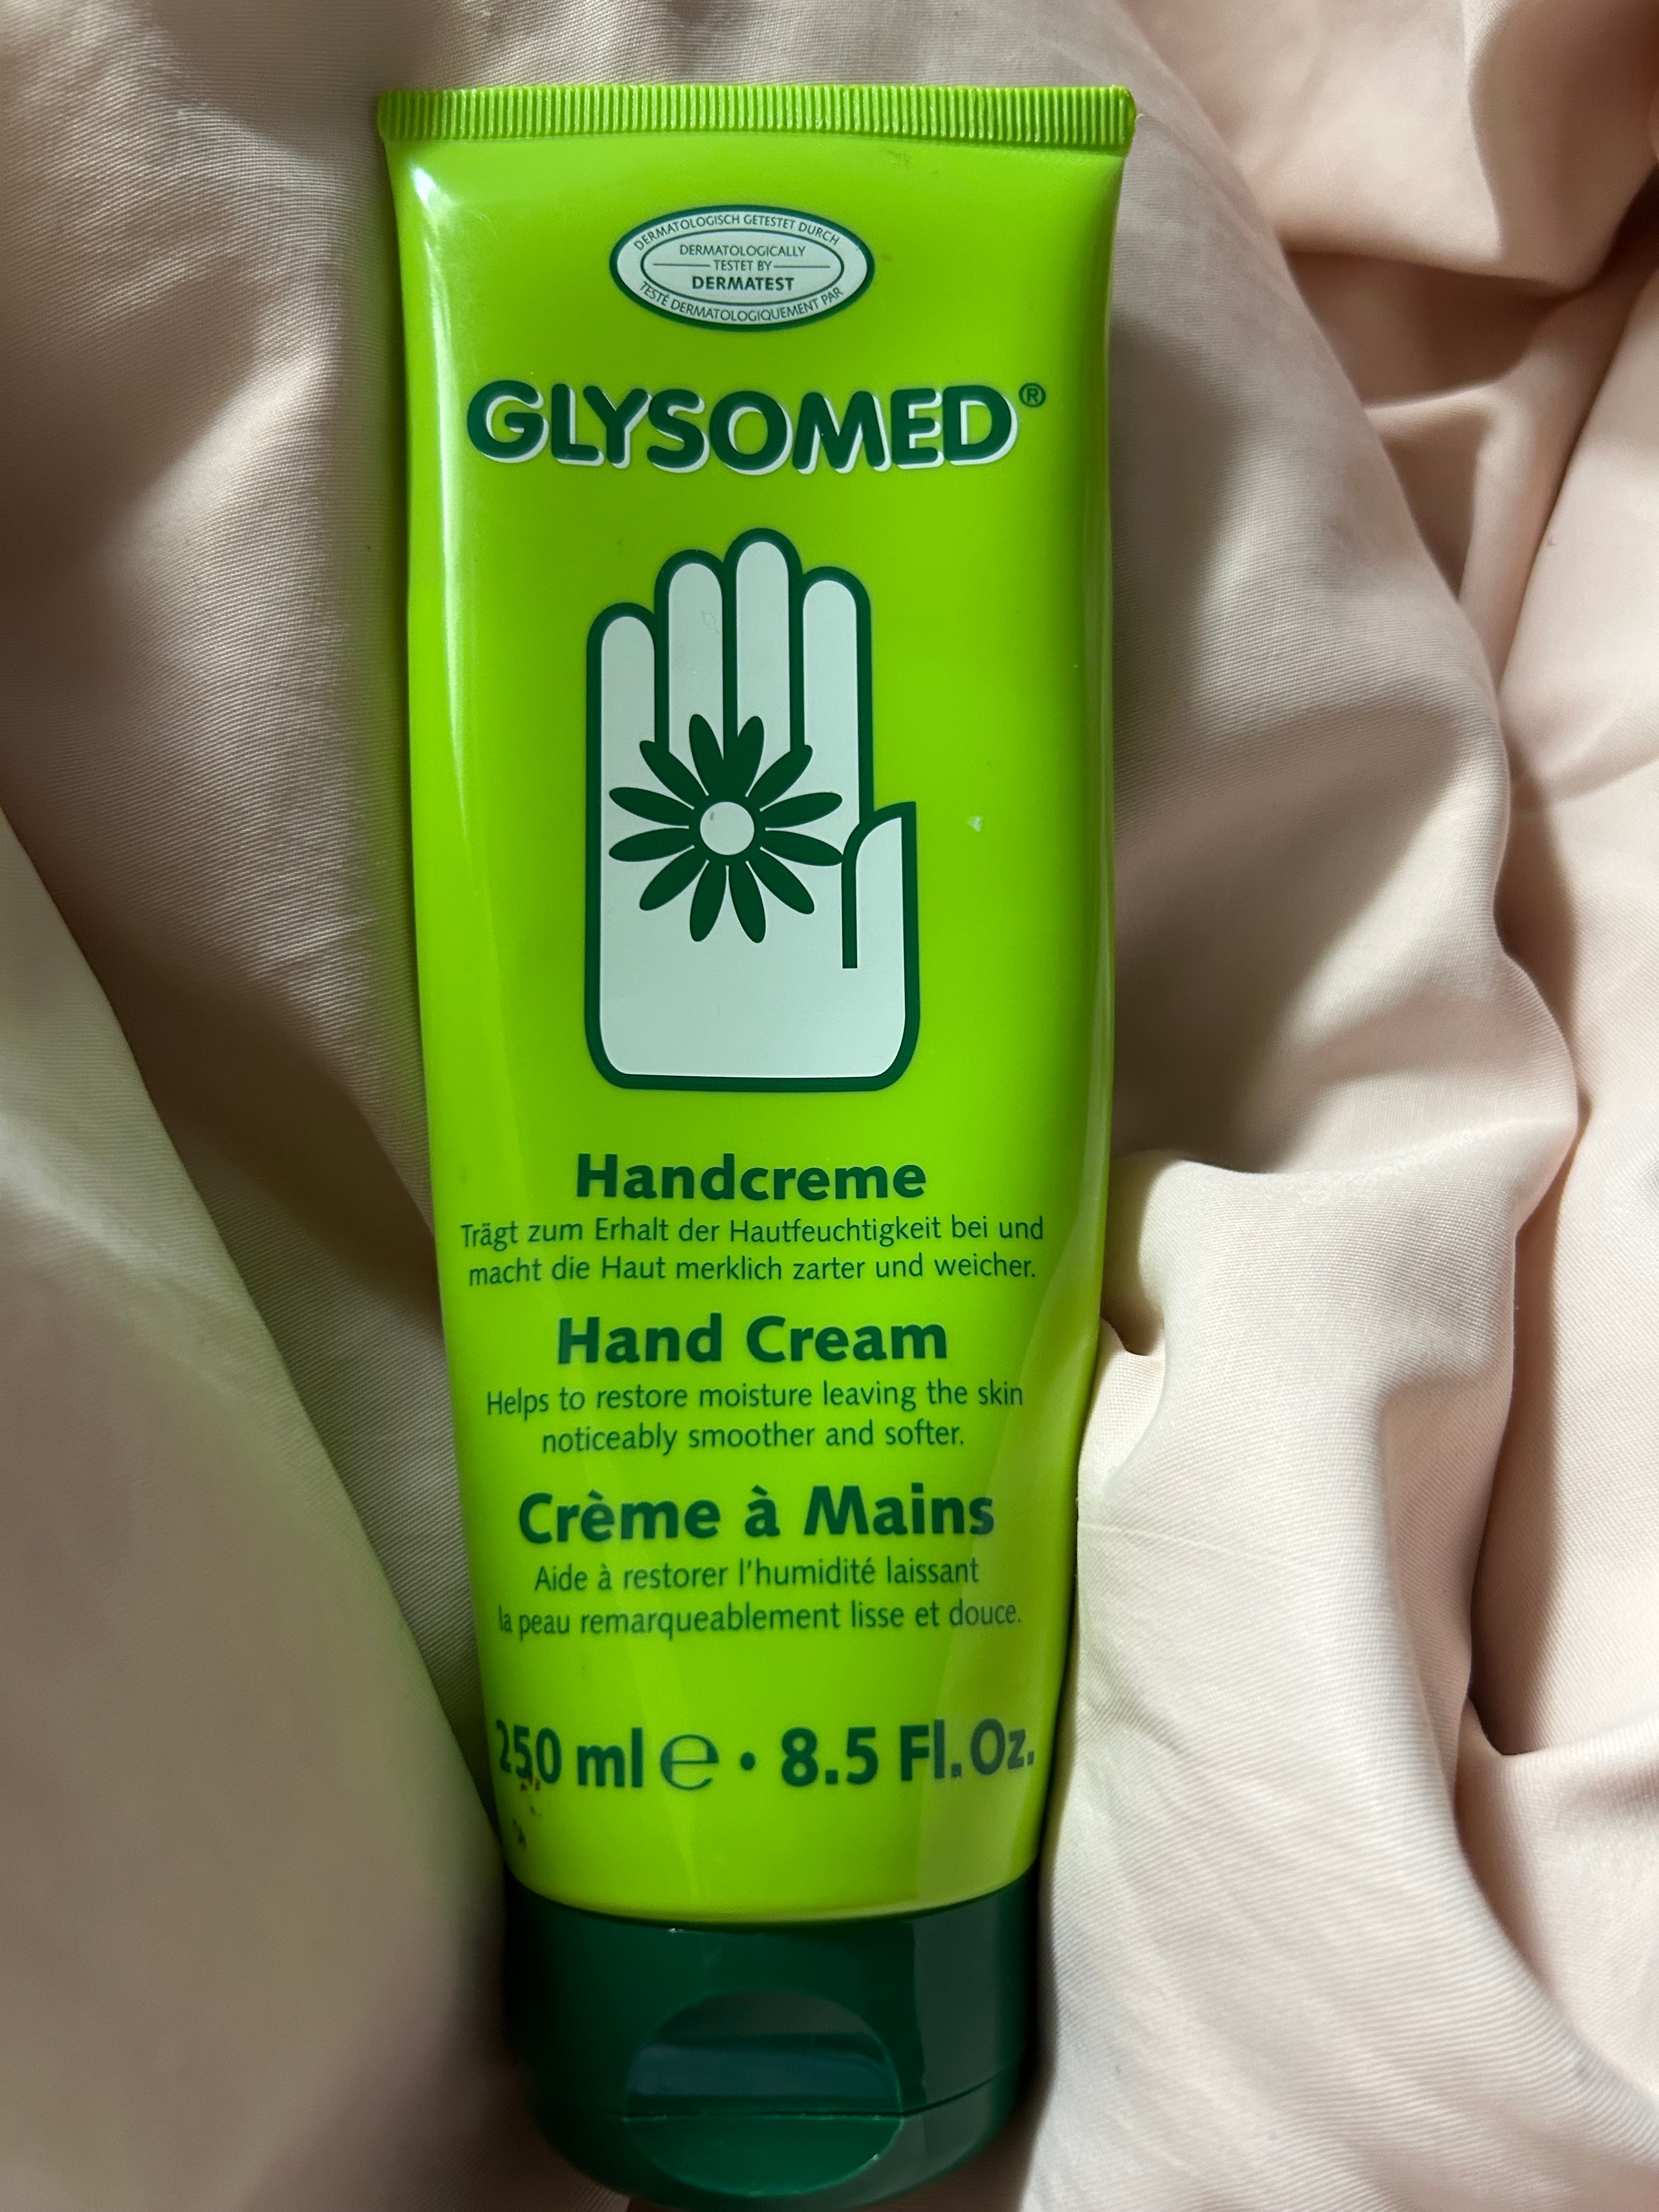 DERMATOLOGISCH GETESTET DURCH
DERMATOLOGICALLY
TESTET BY
DERMATEST
TESTÉ DERMATOLOGIQUEMENT PAR
GLYSOMED®
Handcreme
Trägt zum Erhalt der Hautfeuchtigkeit bei und
macht die Haut merklich zarter und weicher.
Hand Cream
Helps to restore moisture leaving the skin
noticeably smoother and softer.
Crème à Mains
Aide à restorer l'humidité laissant
la peau remarqueablement lisse et douce.
250 ml ℮ · 8.5 Fl. Oz.